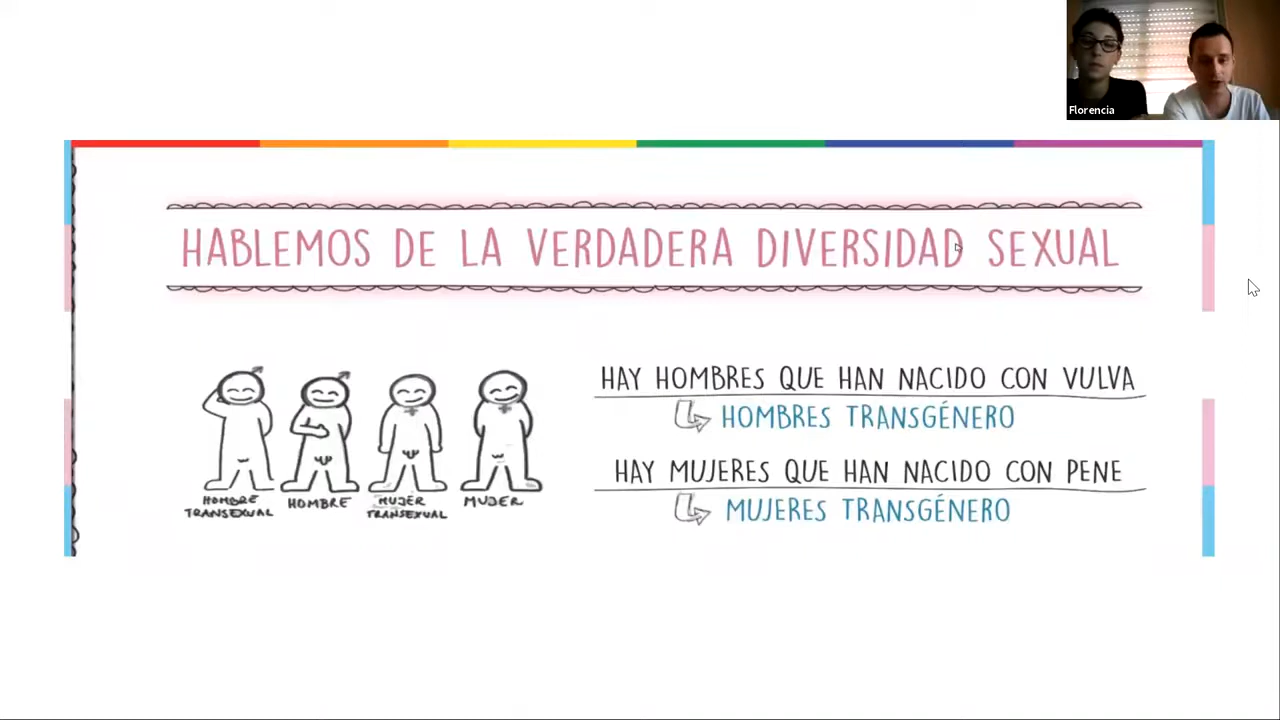 Florencia
HABLEMOS DE LA VERDADERA DIVERSIDAD SEXUAL
HAY HOMBRES QUE HAN NACIDO CON VULVA
HOMBRES TRANSGÉNERO
HAY MUJERES QUE HAN NACIDO CON PENE
MUJERES TRANSGÉNERO
HOMBRE
TRANSEXUAL
HOMBRE
MUJER
TRANSEXUAL
MUJER